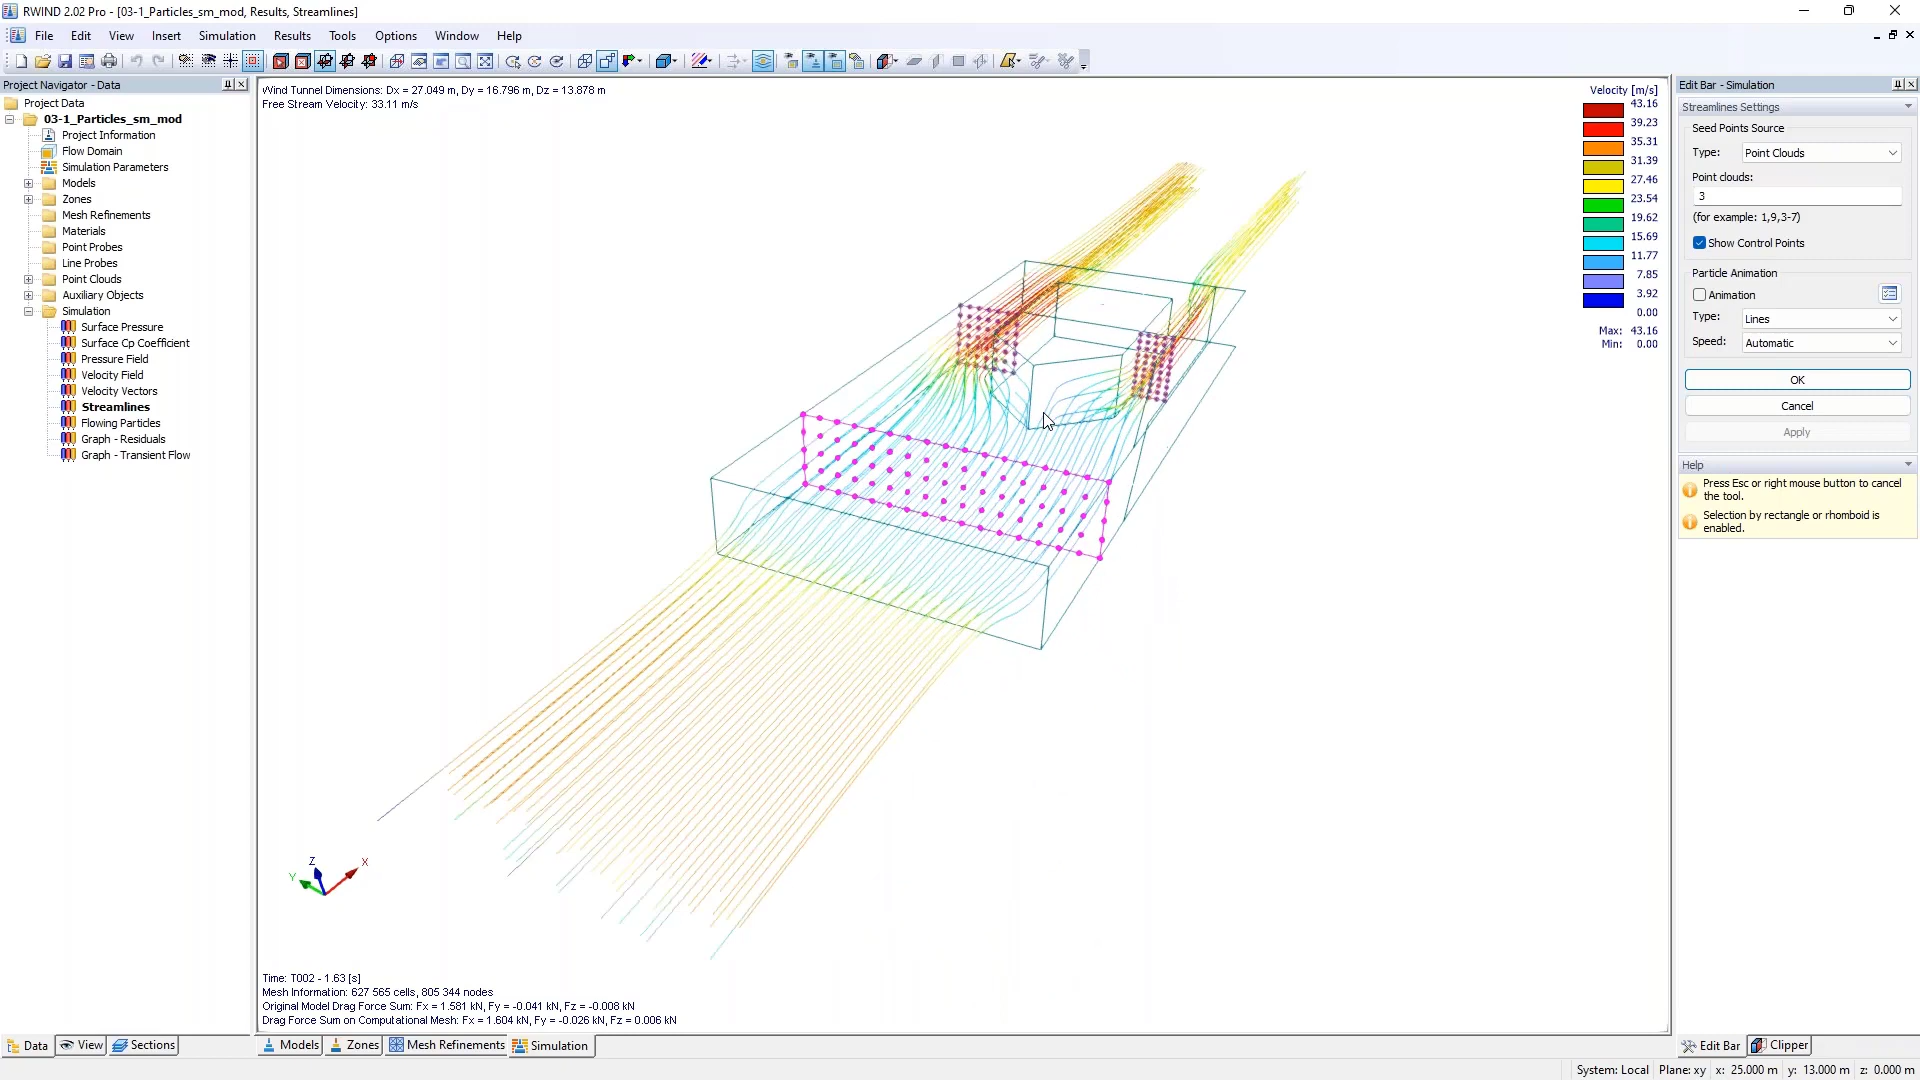 RWIND 2.02 Pro - [03-1_Particles_sm_mod, Results, Streamlines]
File Edit View Insert Simulation Results Tools Options Window Help
Project Navigator - Data
Project Data
03-1_Particles_sm_mod
Project Information
Flow Domain
Simulation Parameters
Models
Zones
Mesh Refinements
Materials
Point Probes
Line Probes
Point Clouds
Auxiliary Objects
Simulation
Surface Pressure
Surface Cp Coefficient
Pressure Field
Velocity Field
Velocity Vectors
Streamlines
Flowing Particles
Graph - Residuals
Graph - Transient Flow
Data View Sections
Wind Tunnel Dimensions: Dx = 27.049 m, Dy = 16.796 m, Dz = 13.878 m
Free Stream Velocity: 33.11 m/s
Velocity [m/s]
43.16
39.23
35.31
31.39
27.46
23.54
19.62
15.69
11.77
7.85
3.92
0.00
Max: 43.16
Min: 0.00
Z
X
Y
Time: T002 - 1.63 [s]
Mesh Information: 627 565 cells, 805 344 nodes
Original Model Drag Force Sum: Fx = 1.581 kN, Fy = -0.041 kN, Fz = -0.008 kN
Drag Force Sum on Computational Mesh: Fx = 1.604 kN, Fy = -0.026 kN, Fz = 0.006 kN
Models Zones Mesh Refinements Simulation
Edit Bar - Simulation
Streamlines Settings
Seed Points Source
Type: Point Clouds
Point clouds:
3
(for example: 1,9,3-7)
Show Control Points
Particle Animation
Animation
Type: Lines
Speed: Automatic
OK
Cancel
Apply
Help
Press Esc or right mouse button to cancel
the tool.
Selection by rectangle or rhomboid is
enabled.
Edit Bar Clipper
System: Local Plane: xy x: 25.000 m y: 13.000 m z: 0.000 m